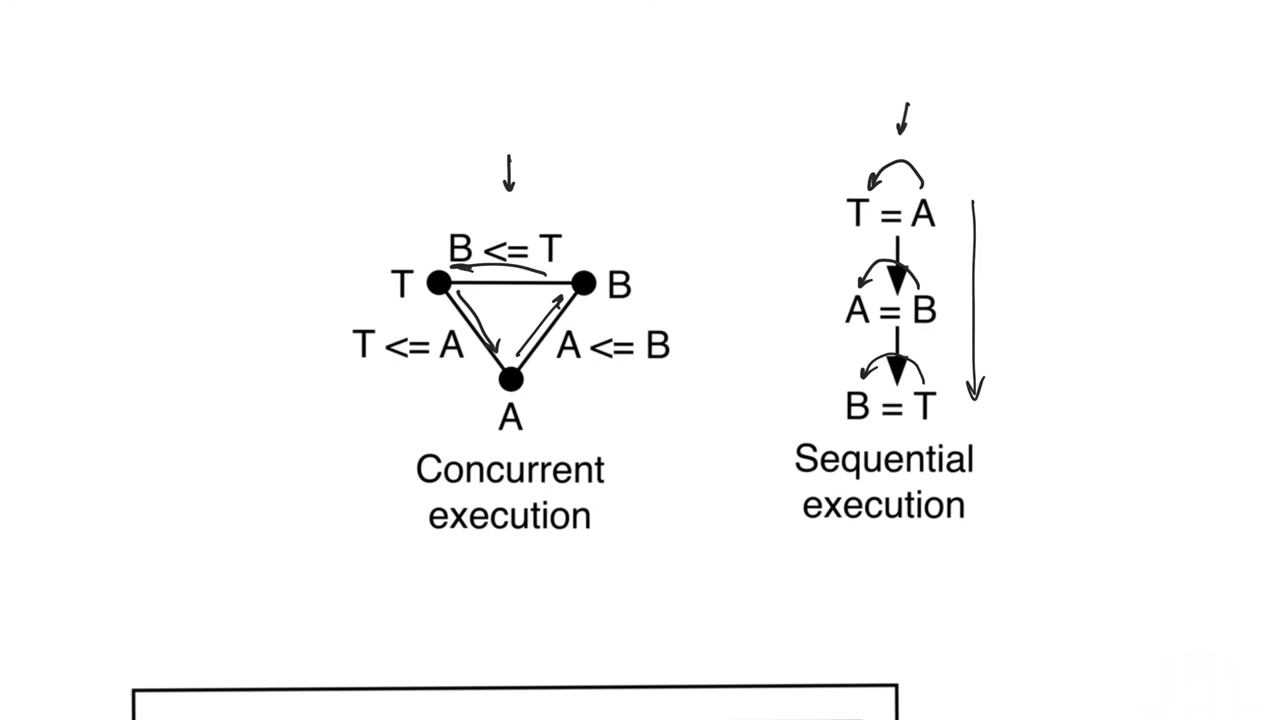 B <= T
T
B
T <= A
A <= B
A
Concurrent
execution
T = A
A = B
B = T
Sequential
execution